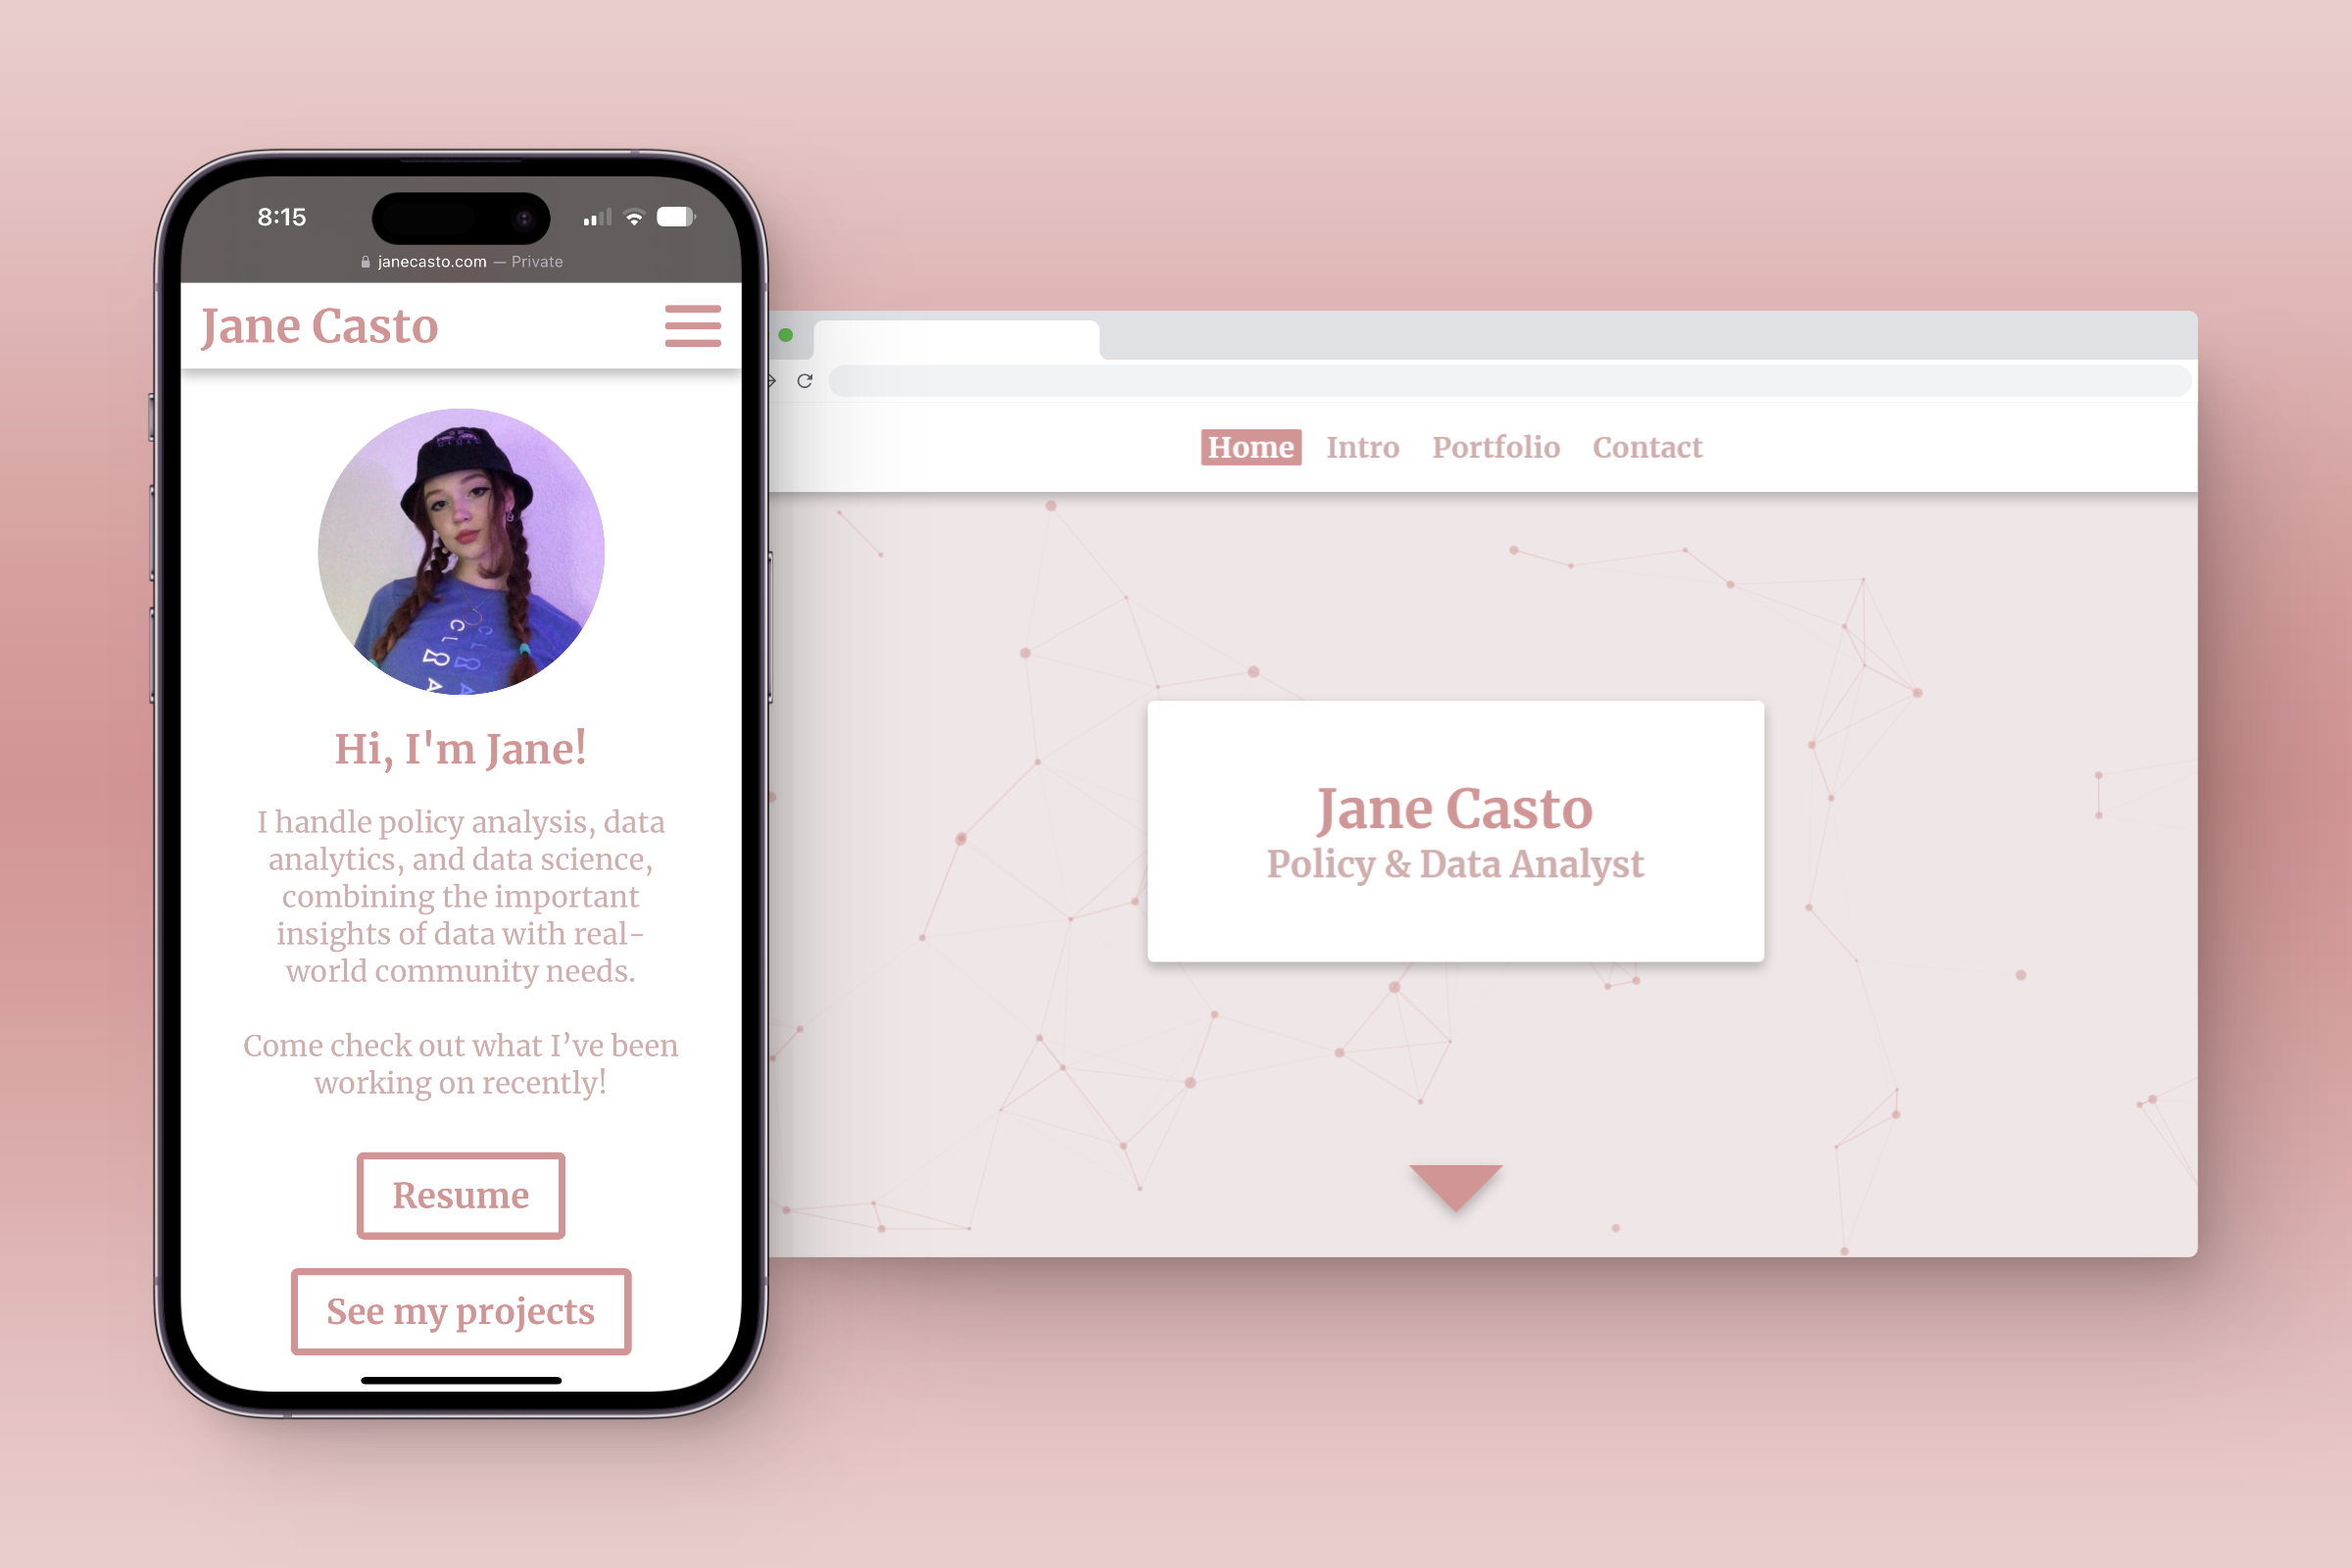 8:15
janecasto.com — Private
Jane Casto
Hi, I'm Jane!
I handle policy analysis, data
analytics, and data science,
combining the important
insights of data with real-
world community needs.
Come check out what I’ve been
working on recently!
Resume
See my projects
Home Intro Portfolio Contact
Jane Casto
Policy & Data Analyst